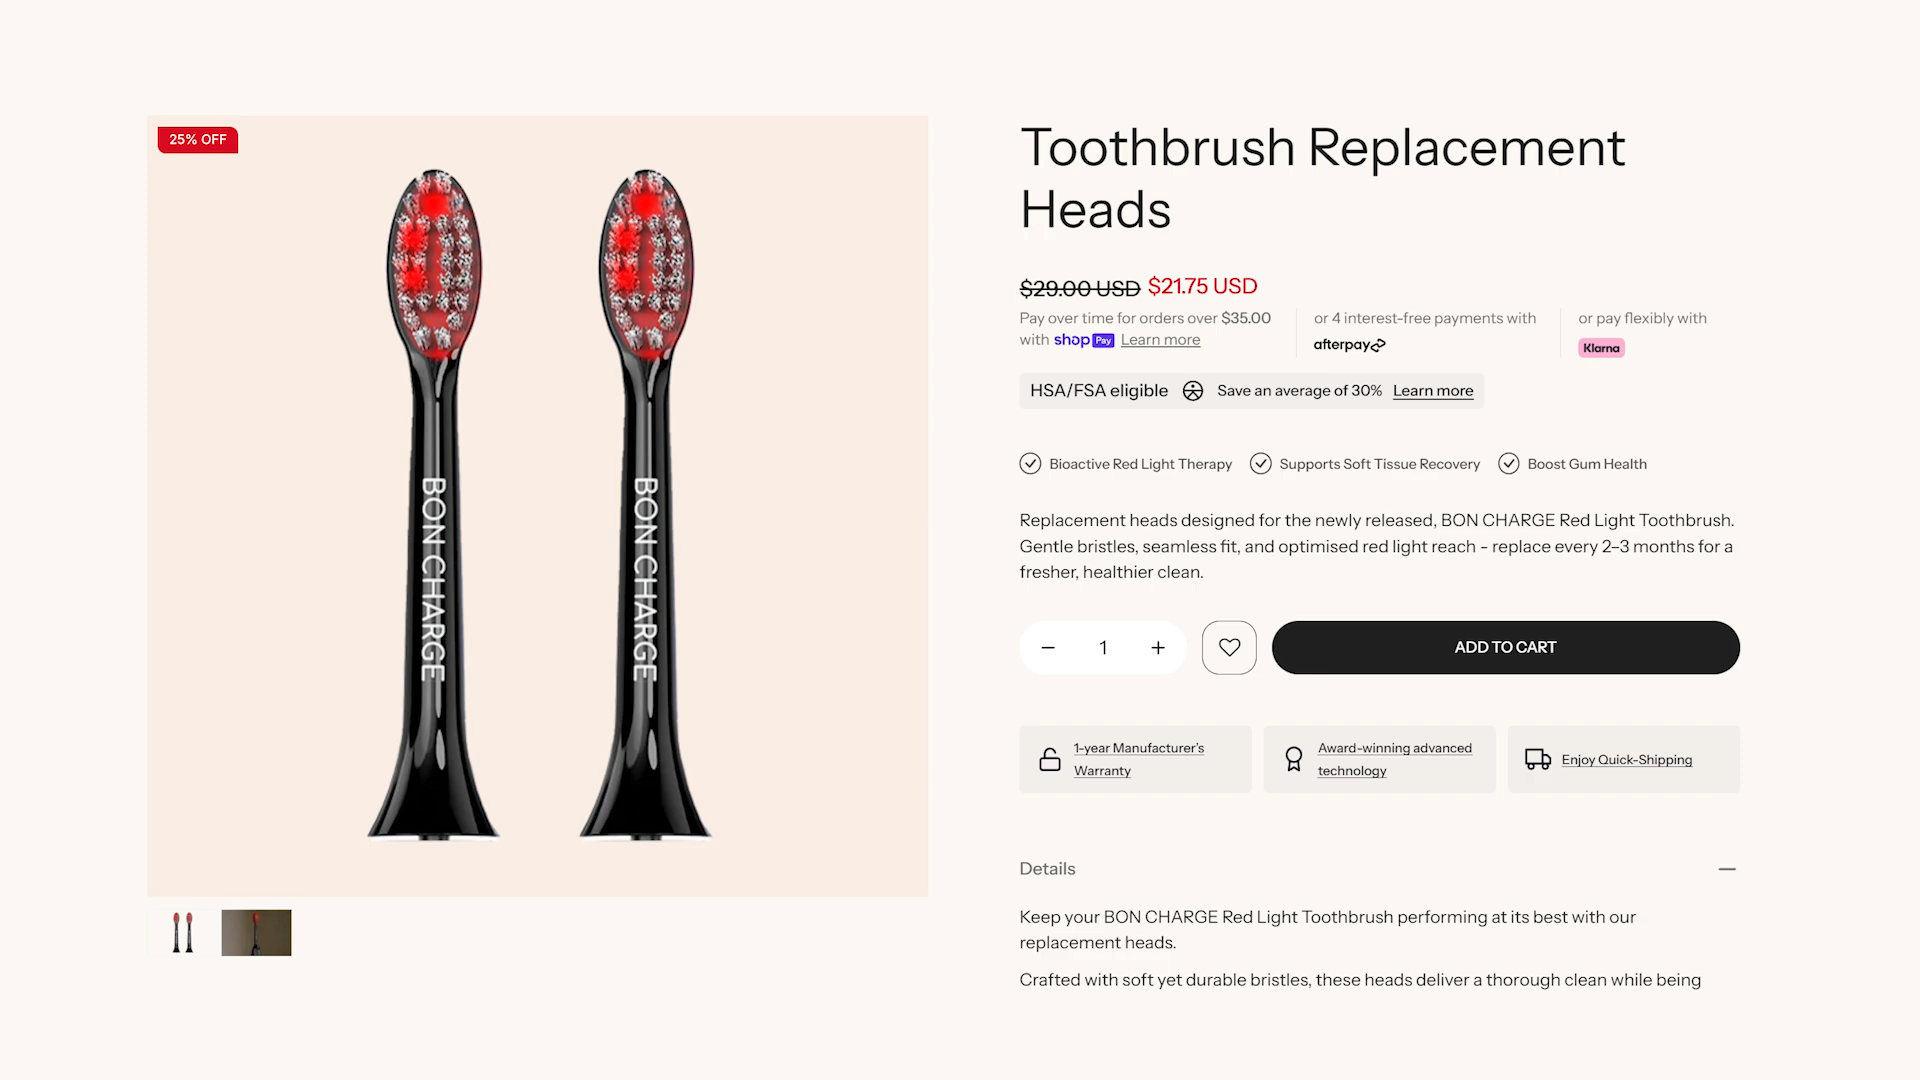 25% OFF
BON CHARGE
BON CHARGE
Toothbrush Replacement
Heads
$29.00 USD $21.75 USD
Pay over time for orders over $35.00
with shop Pay Learn more
or 4 interest-free payments with
afterpay
or pay flexibly with
Klarna
HSA/FSA eligible Save an average of 30% Learn more
Bioactive Red Light Therapy Supports Soft Tissue Recovery Boost Gum Health
Replacement heads designed for the newly released, BON CHARGE Red Light Toothbrush.
Gentle bristles, seamless fit, and optimised red light reach - replace every 2–3 months for a
fresher, healthier clean.
− 1 + ADD TO CART
1-year Manufacturer's
Warranty
Award-winning advanced
technology
Enjoy Quick-Shipping
Details
Keep your BON CHARGE Red Light Toothbrush performing at its best with our
replacement heads.
Crafted with soft yet durable bristles, these heads deliver a thorough clean while being